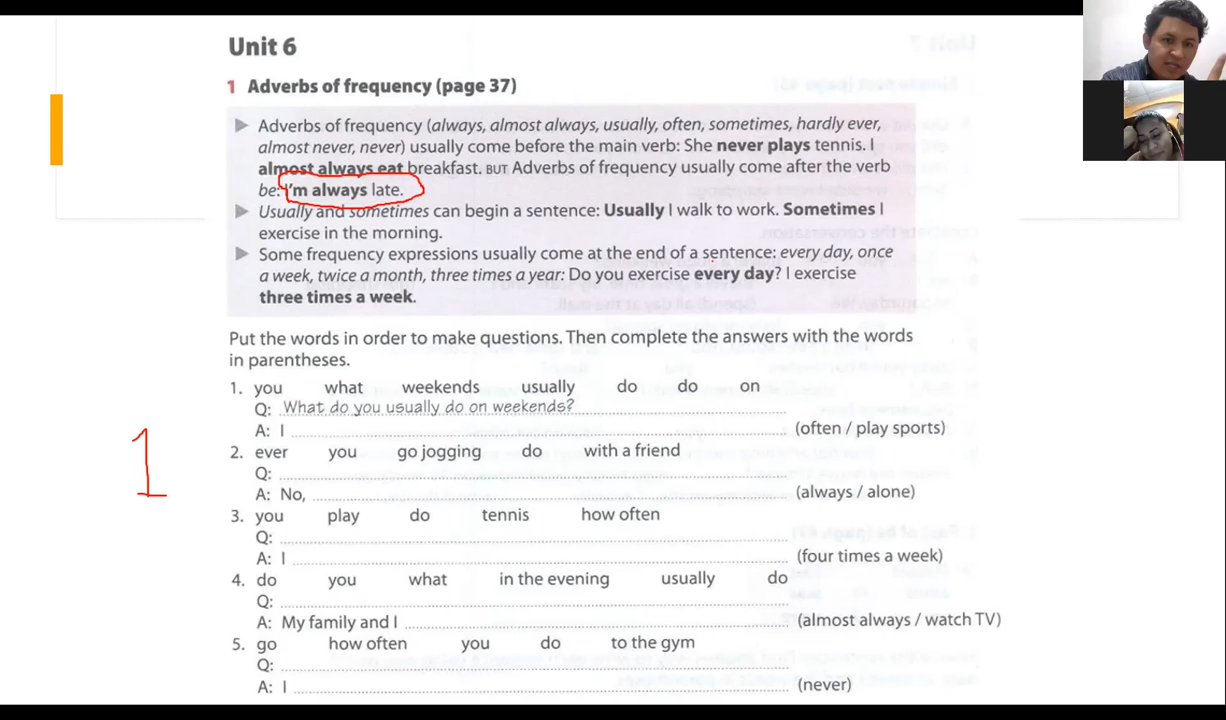 Unit 6
1 Adverbs of frequency (page 37)
▶ Adverbs of frequency (always, almost always, usually, often, sometimes, hardly ever,
almost never, never) usually come before the main verb: She never plays tennis. I
almost always eat breakfast. BUT Adverbs of frequency usually come after the verb
be: I'm always late.
▶ Usually and sometimes can begin a sentence: Usually I walk to work. Sometimes I
exercise in the morning.
▶ Some frequency expressions usually come at the end of a sentence: every day, once
a week, twice a month, three times a year: Do you exercise every day? I exercise
three times a week.
Put the words in order to make questions. Then complete the answers with the words
in parentheses.
1. you what weekends usually do do on
Q: What do you usually do on weekends?
A: I (often / play sports)
2. ever you go jogging do with a friend
Q:
A: No, (always / alone)
1
3. you play do tennis how often
Q:
A: I (four times a week)
4. do you what in the evening usually do
Q:
A: My family and I (almost always / watch TV)
5. go how often you do to the gym
Q:
A: I (never)